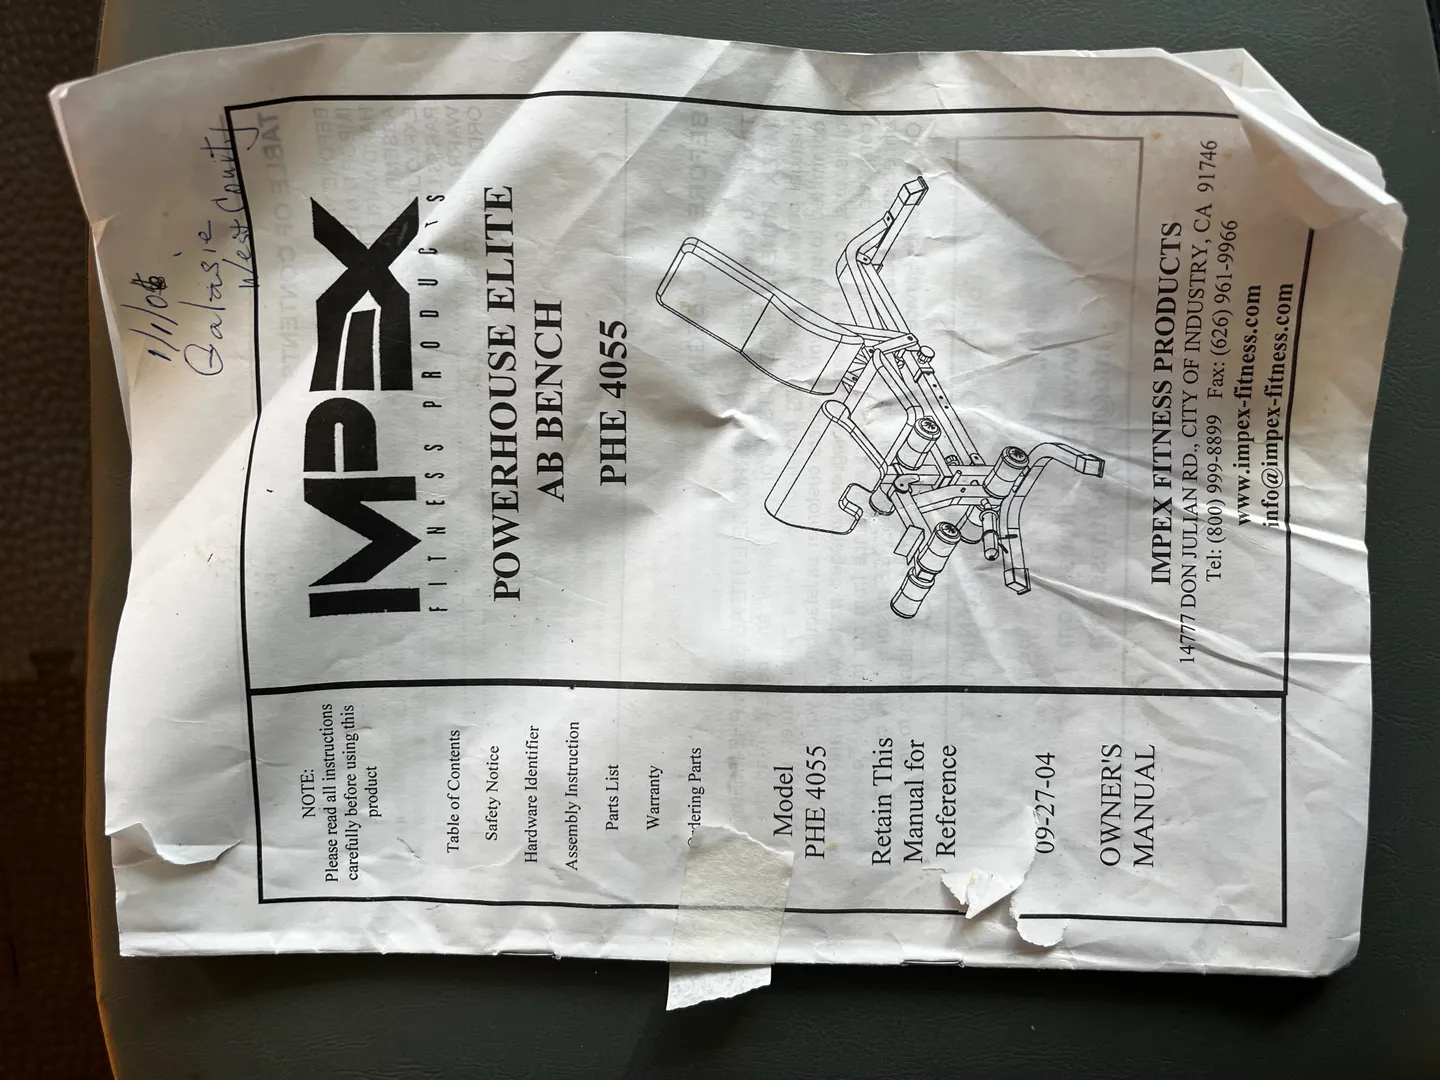 1/1/05
Galasie
West County
IMPEX
FITNESS PRODUCTS
POWERHOUSE ELITE
AB BENCH
PHE 4055
IMPEX FITNESS PRODUCTS
14777 DON JULIAN RD., CITY OF INDUSTRY, CA 91746
Tel: (800) 999-8899 Fax: (626) 961-9966
www.impex-fitness.com
info@impex-fitness.com
NOTE:
Please read all instructions
carefully before using this
product
Table of Contents
Safety Notice
Hardware Identifier
Assembly Instruction
Parts List
Warranty
dering Parts
Model
PHE 4055
Retain This
Manual for
Reference
09-27-04
OWNER'S
MANUAL